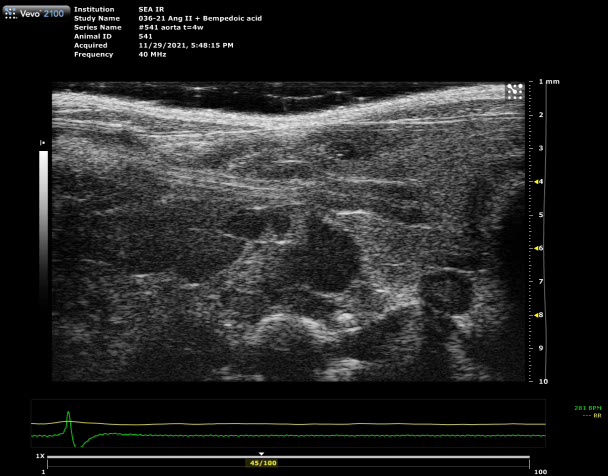 Vevo 2100
Institution SEA IR
Study Name 036-21 Ang II + Bempedoic acid
Series Name #541 aorta t=4w
Animal ID 541
Acquired 11/29/2021, 5:48:15 PM
Frequency 40 MHz
1 mm
2
3
4
5
6
7
8
9
10
283 BPM
--- RR
1X
45/100
1
100